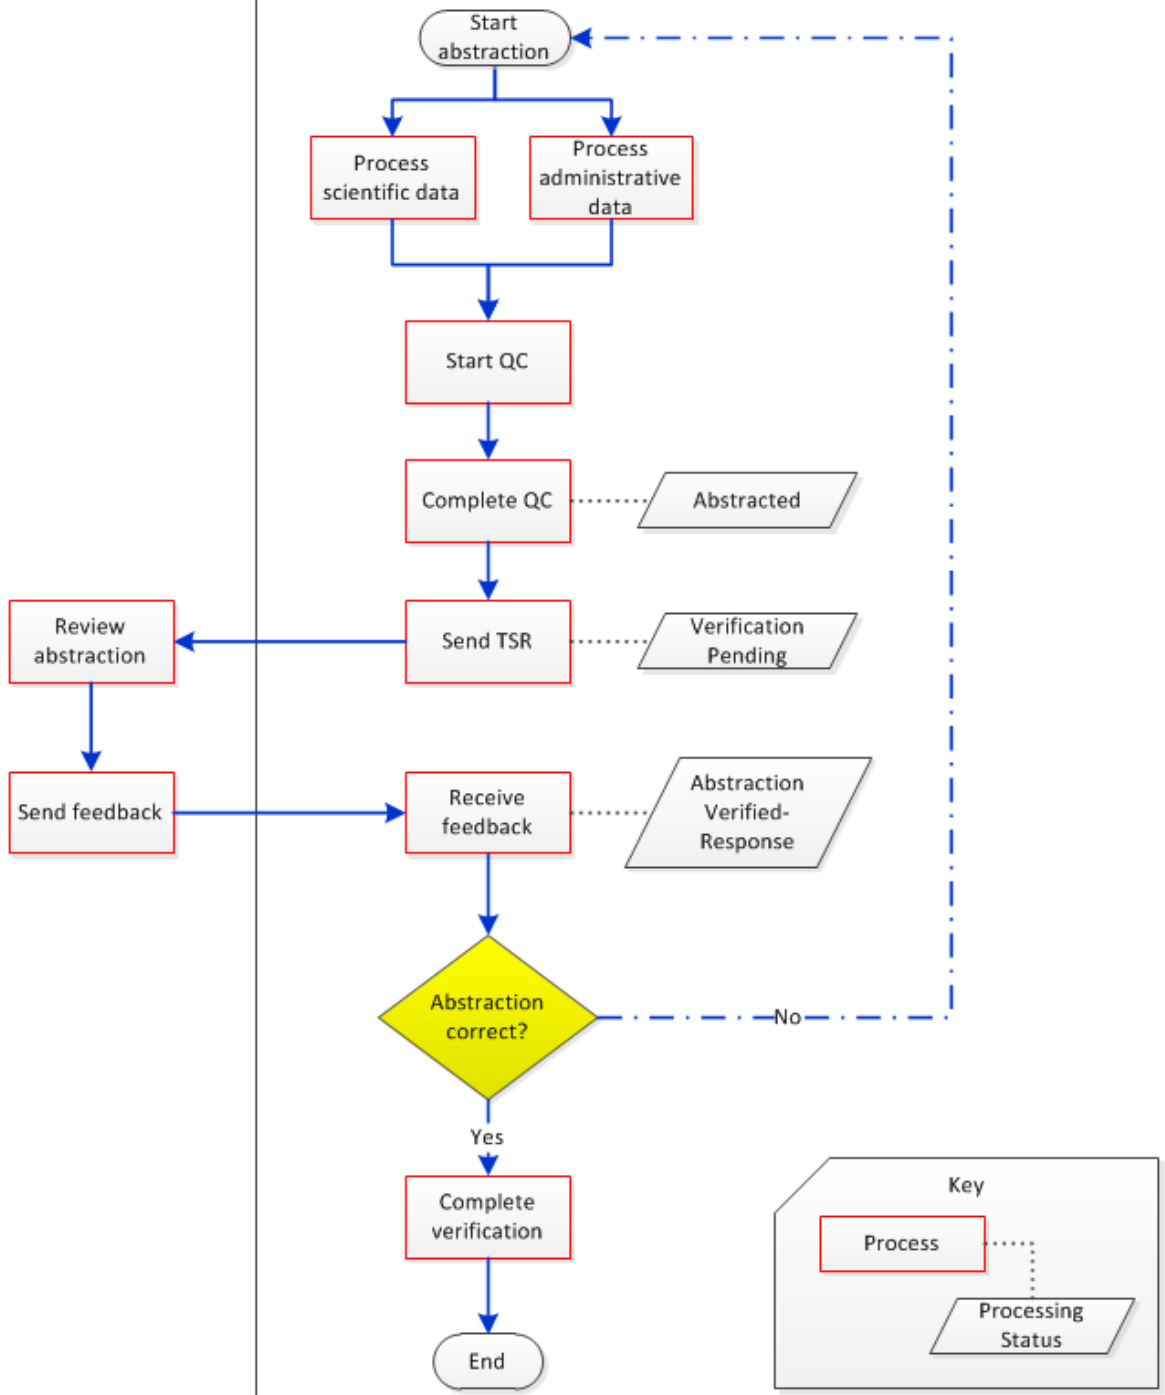 Start
abstraction
Process
scientific data
Process
administrative
data
Start QC
Complete QC
Abstracted
Review
abstraction
Send TSR
Verification
Pending
Send feedback
Receive
feedback
Abstraction
Verified-
Response
Abstraction
correct?
No
Yes
Complete
verification
End
Key
Process
Processing
Status